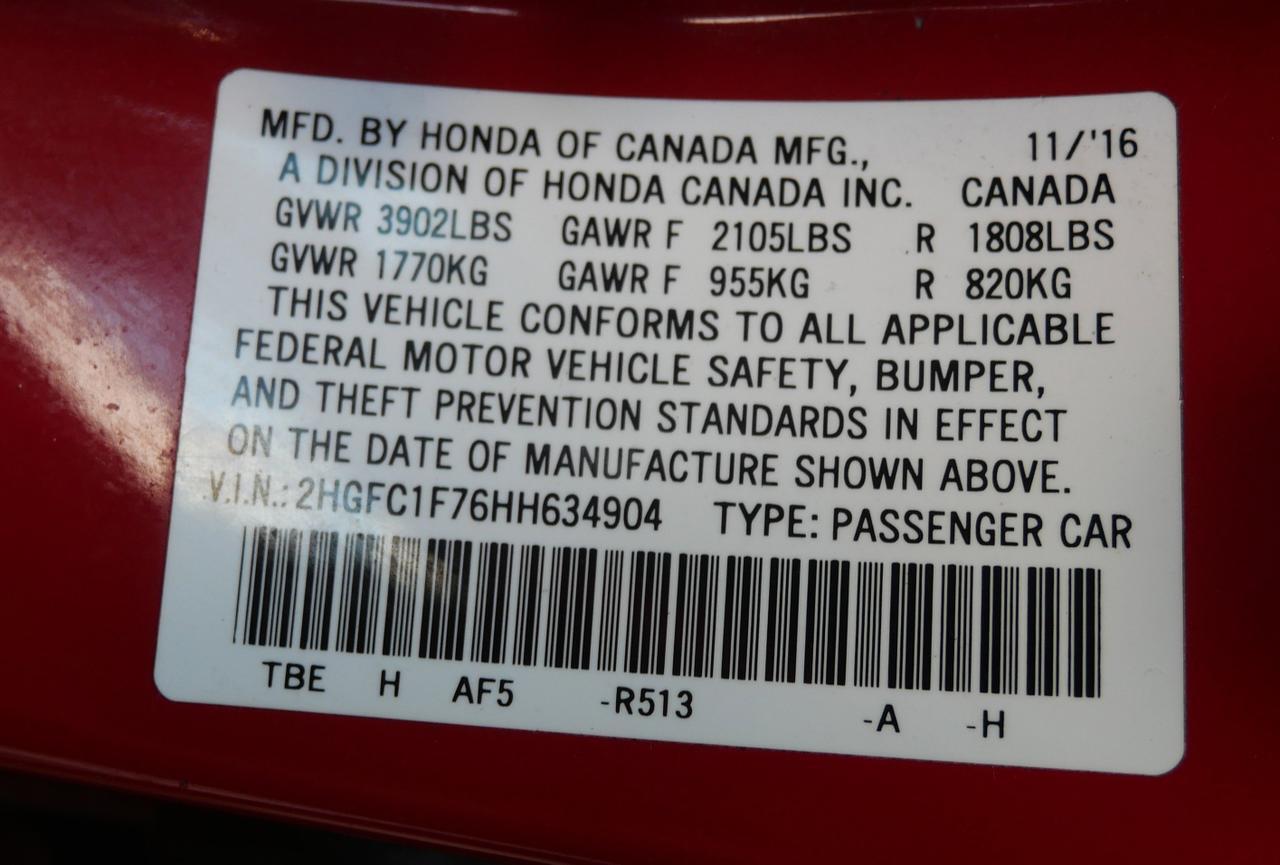 MFD. BY HONDA OF CANADA MFG., 11/'16
A DIVISION OF HONDA CANADA INC. CANADA
GVWR 3902LBS GAWR F 2105LBS R 1808LBS
GVWR 1770KG GAWR F 955KG R 820KG
THIS VEHICLE CONFORMS TO ALL APPLICABLE
FEDERAL MOTOR VEHICLE SAFETY, BUMPER,
AND THEFT PREVENTION STANDARDS IN EFFECT
ON THE DATE OF MANUFACTURE SHOWN ABOVE.
V.I.N.: 2HGFC1F76HH634904 TYPE: PASSENGER CAR
TBE H AF5 -R513 -A -H